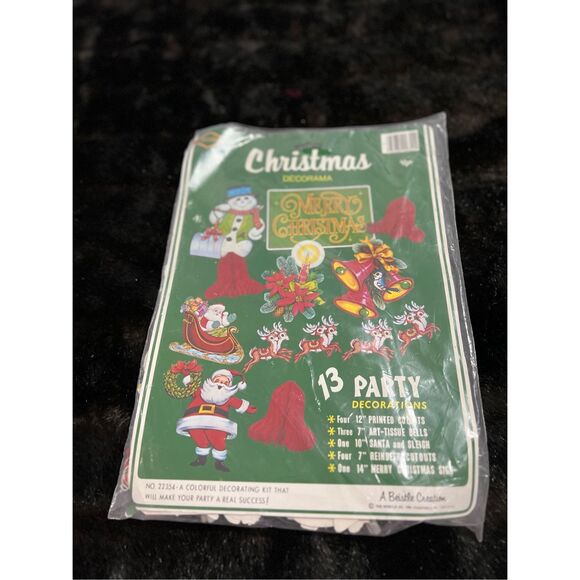 Christmas
DECORAMA
MERRY
CHRISTMAS
13 PARTY
DECORATIONS
* Four 12" PRINTED CUTOUTS
* Three 7" ART-TISSUE BELLS
* One 10" SANTA and SLEIGH
* Four 7" REINDEER CUTOUTS
* One 14" MERRY CHRISTMAS SIGN
NO. 22354-A COLORFUL DECORATING KIT THAT
WILL MAKE YOUR PARTY A REAL SUCCESS!
A Beistle Creation